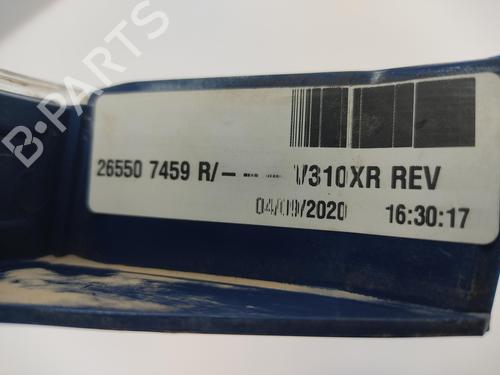 B-PARTS
26550 7459 R/- --- V310XR REV
04/09/2020 16:30:17